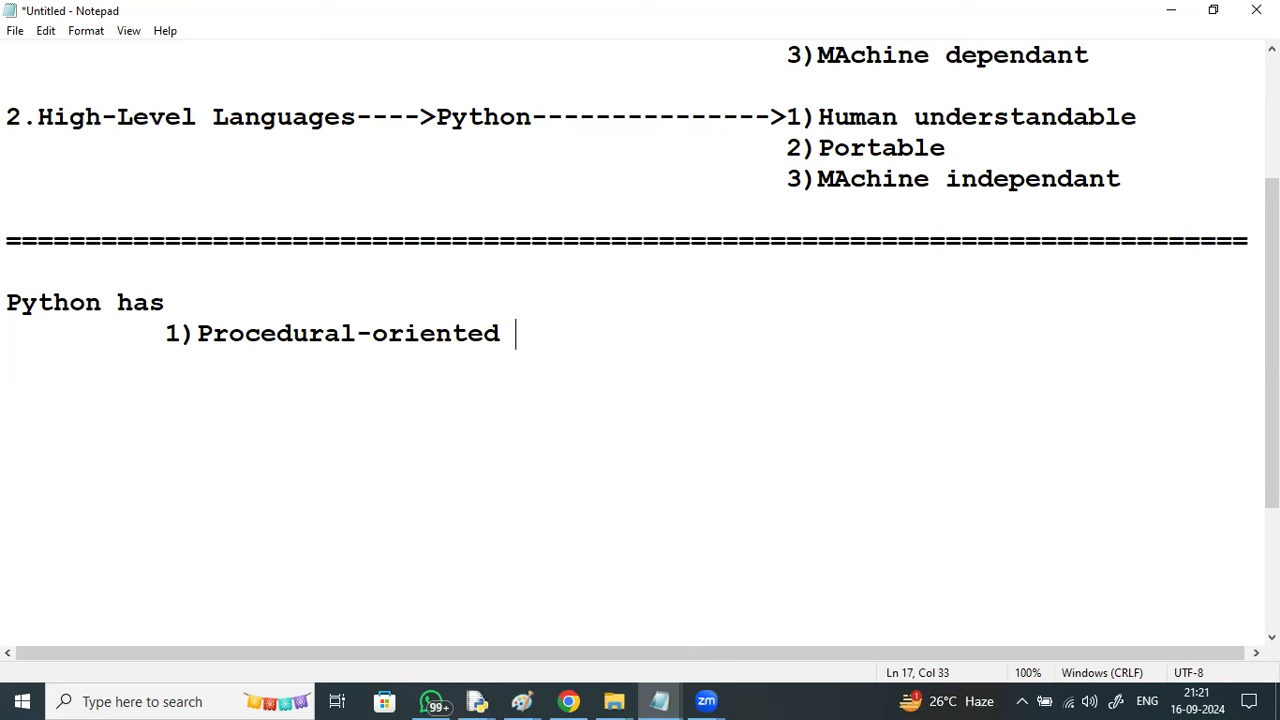 *Untitled - Notepad
File Edit Format View Help
3)MAchine dependant
2.High-Level Languages---->Python--------------->1)Human understandable
2)Portable
3)MAchine independant
==============================================================================
Python has
1)Procedural-oriented
Ln 17, Col 33 100% Windows (CRLF) UTF-8
Type here to search 99+ zm 1 26°C Haze ENG 21:21
16-09-2024